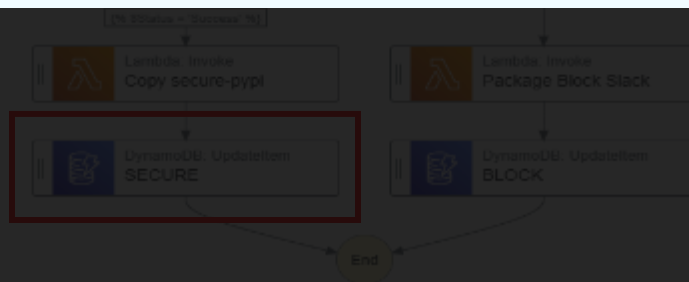 {% $Status = 'Success' %}
Lambda: Invoke
Copy secure-pypi
Lambda: Invoke
Package Block Slack
DynamoDB: UpdateItem
SECURE
DynamoDB: UpdateItem
BLOCK
End